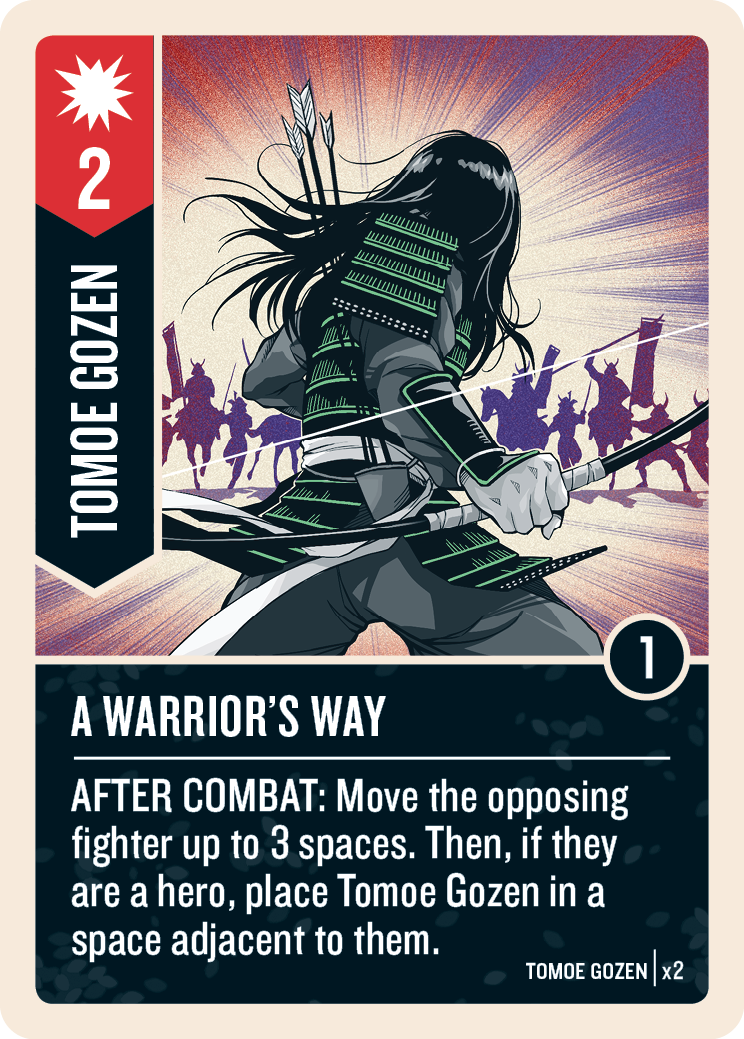 2
TOMOE GOZEN
1
A WARRIOR’S WAY
AFTER COMBAT: Move the opposing
fighter up to 3 spaces. Then, if they
are a hero, place Tomoe Gozen in a
space adjacent to them.
TOMOE GOZEN | x2